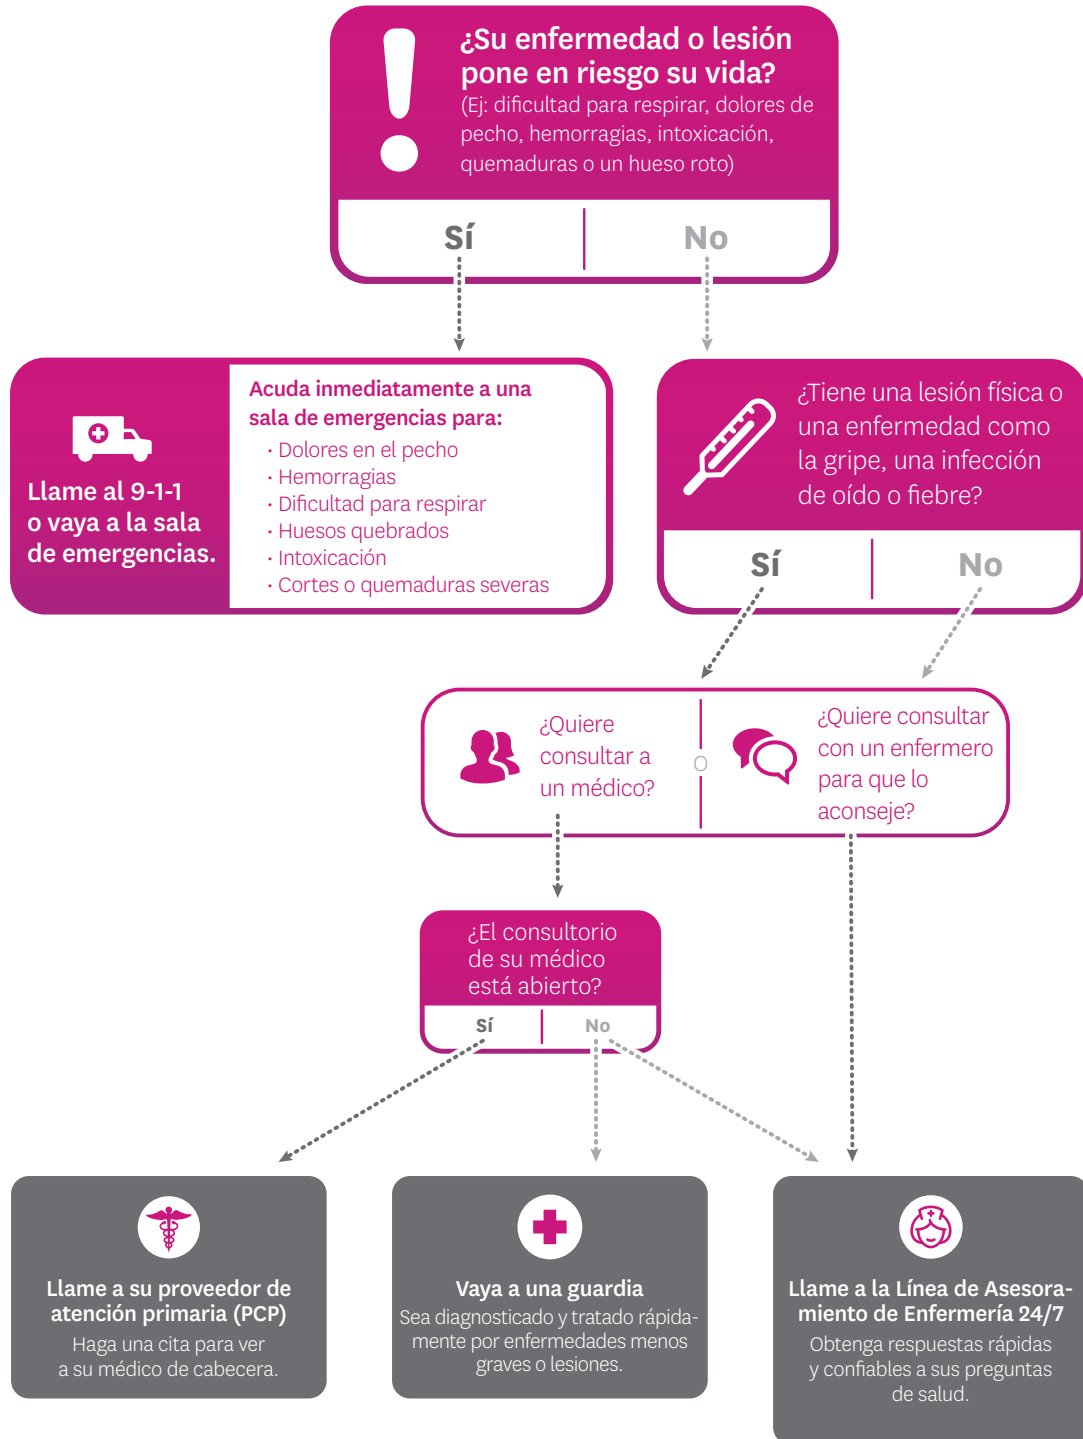 ¿Su enfermedad o lesión
pone en riesgo su vida?
(Ej: dificultad para respirar, dolores de
pecho, hemorragias, intoxicación,
quemaduras o un hueso roto)
Sí
No
Llame al 9-1-1
o vaya a la sala
de emergencias.
Acuda inmediatamente a una
sala de emergencias para:
· Dolores en el pecho
· Hemorragias
· Dificultad para respirar
· Huesos quebrados
· Intoxicación
· Cortes o quemaduras severas
¿Tiene una lesión física o
una enfermedad como
la gripe, una infección
de oído o fiebre?
Sí
No
¿Quiere
consultar a
un médico?
O
¿Quiere consultar
con un enfermero
para que lo
aconseje?
¿El consultorio
de su médico
está abierto?
Sí
No
Llame a su proveedor de
atención primaria (PCP)
Haga una cita para ver
a su médico de cabecera.
Vaya a una guardia
Sea diagnosticado y tratado rápida-
mente por enfermedades menos
graves o lesiones.
Llame a la Línea de Asesora-
miento de Enfermería 24/7
Obtenga respuestas rápidas
y confiables a sus preguntas
de salud.